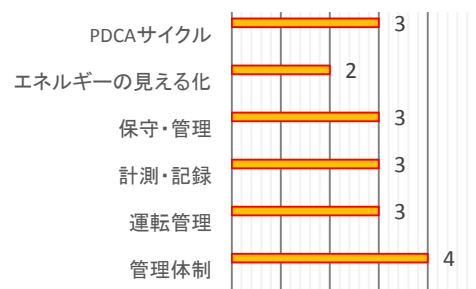 PDCAサイクル 3
エネルギーの見える化 2
保守・管理 3
計測・記録 3
運転管理 3
管理体制 4